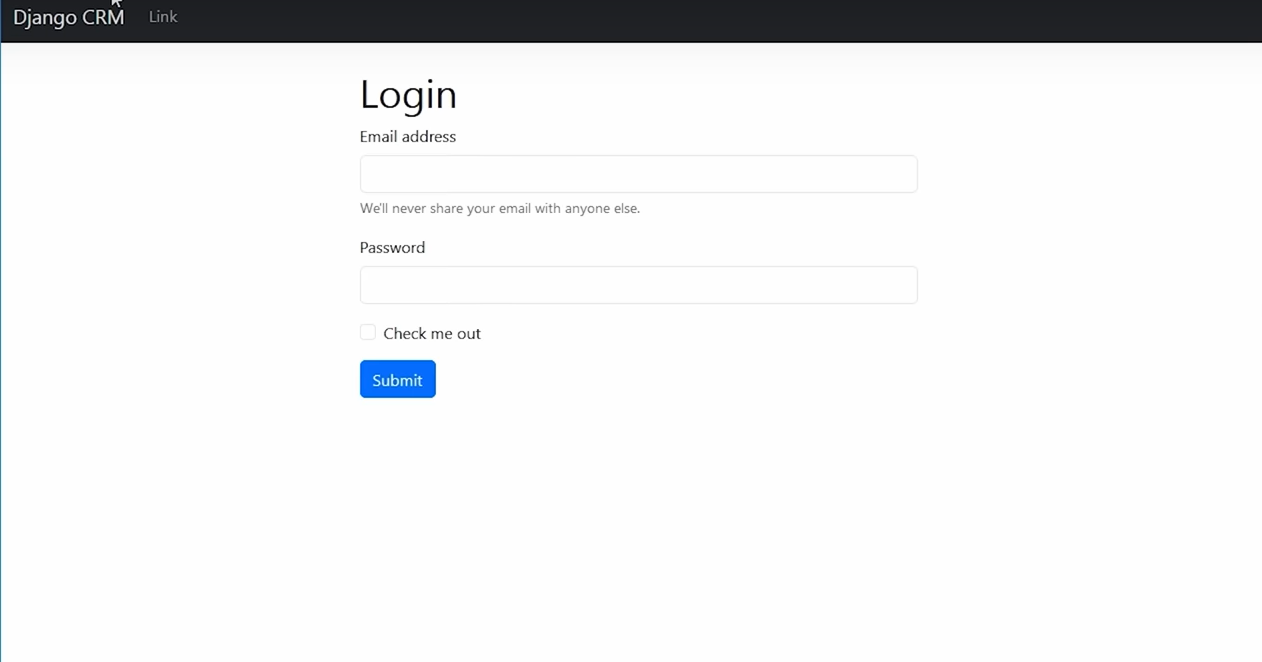 Django CRM Link
Login
Email address
We'll never share your email with anyone else.
Password
Check me out
Submit